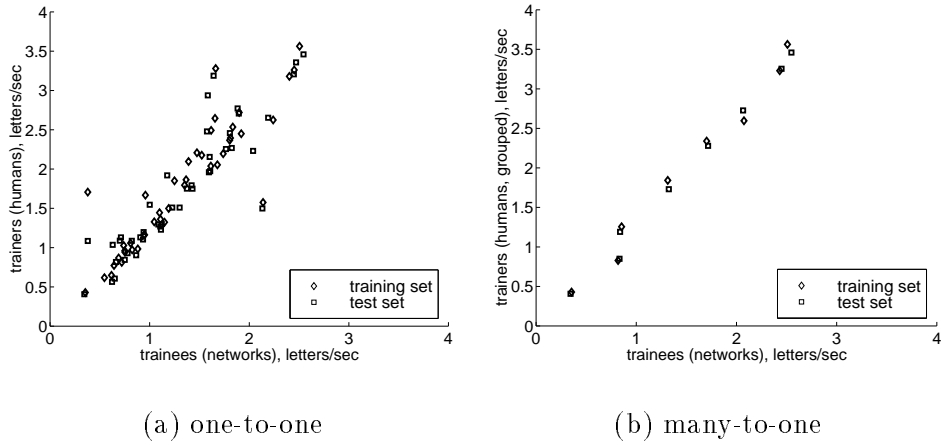 4
3.5
3
2.5
2
1.5
1
0.5
0
trainers (humans), letters/sec
0 1 2 3 4
trainees (networks), letters/sec
training set
test set
(a) one-to-one
4
3.5
3
2.5
2
1.5
1
0.5
0
trainers (humans, grouped), letters/sec
0 1 2 3 4
trainees (networks), letters/sec
training set
test set
(b) many-to-one